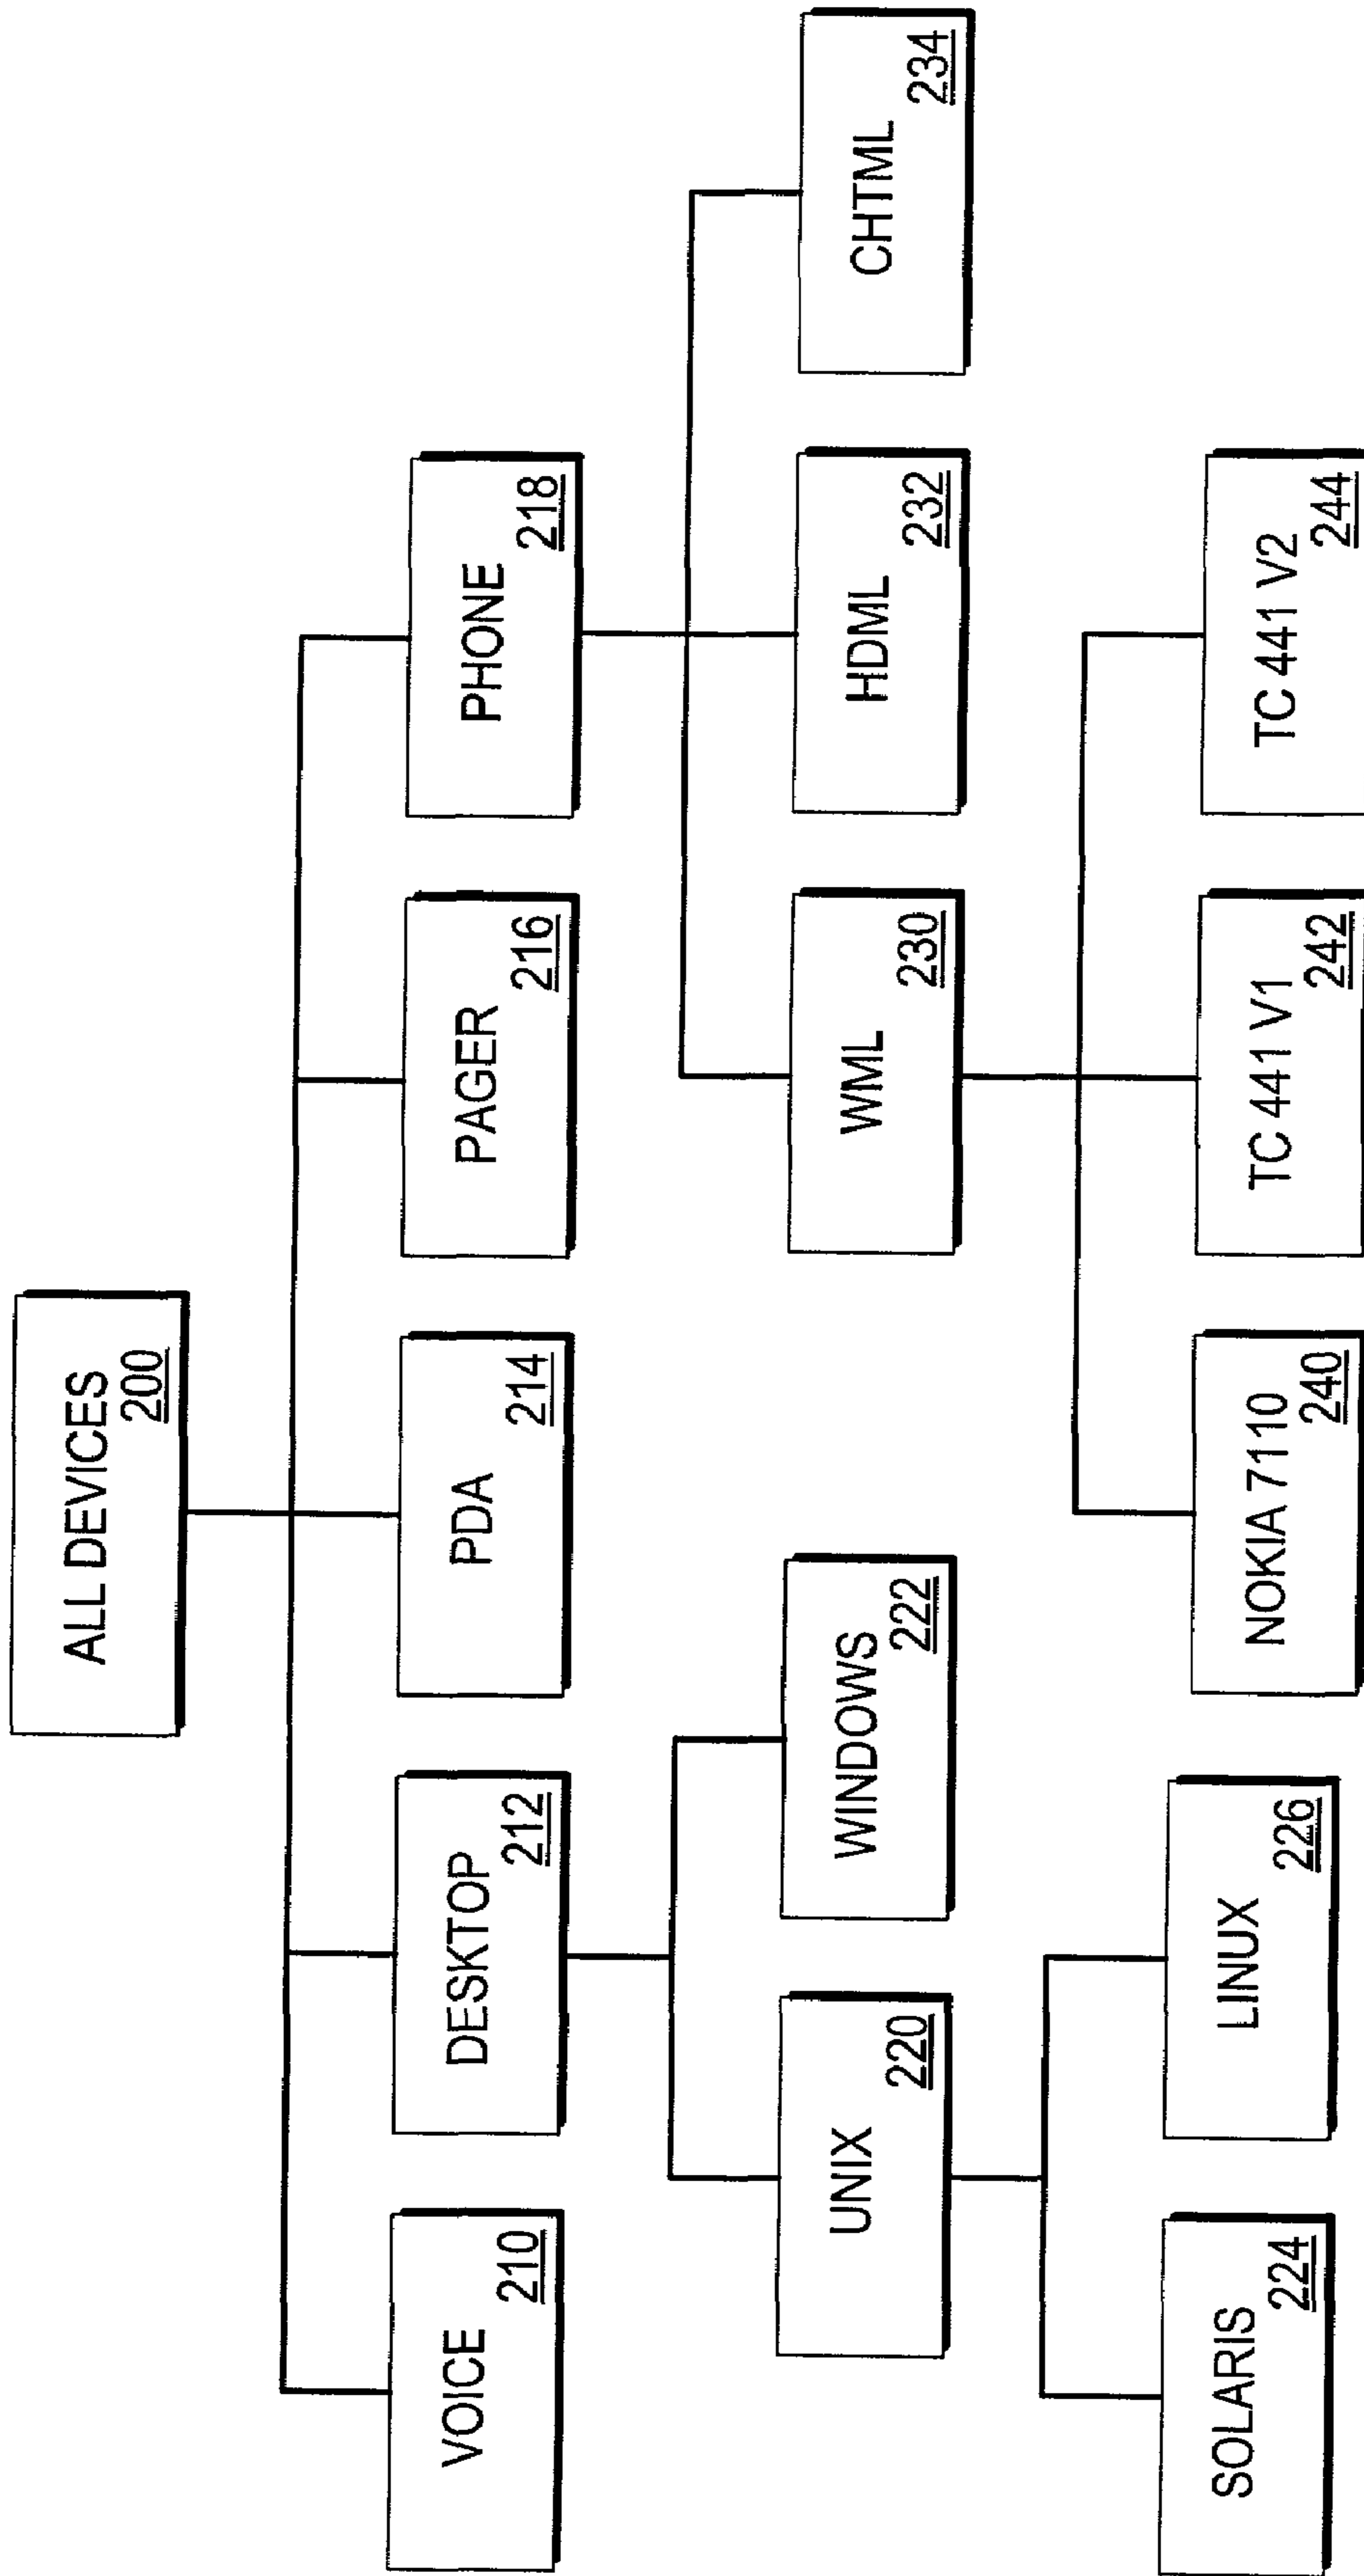 ALL DEVICES
200
VOICE
210
DESKTOP
212
PDA
214
PAGER
216
PHONE
218
UNIX
220
WINDOWS
222
WML
230
HDML
232
CHTML
234
SOLARIS
224
LINUX
226
NOKIA 7110
240
TC 441 V1
242
TC 441 V2
244